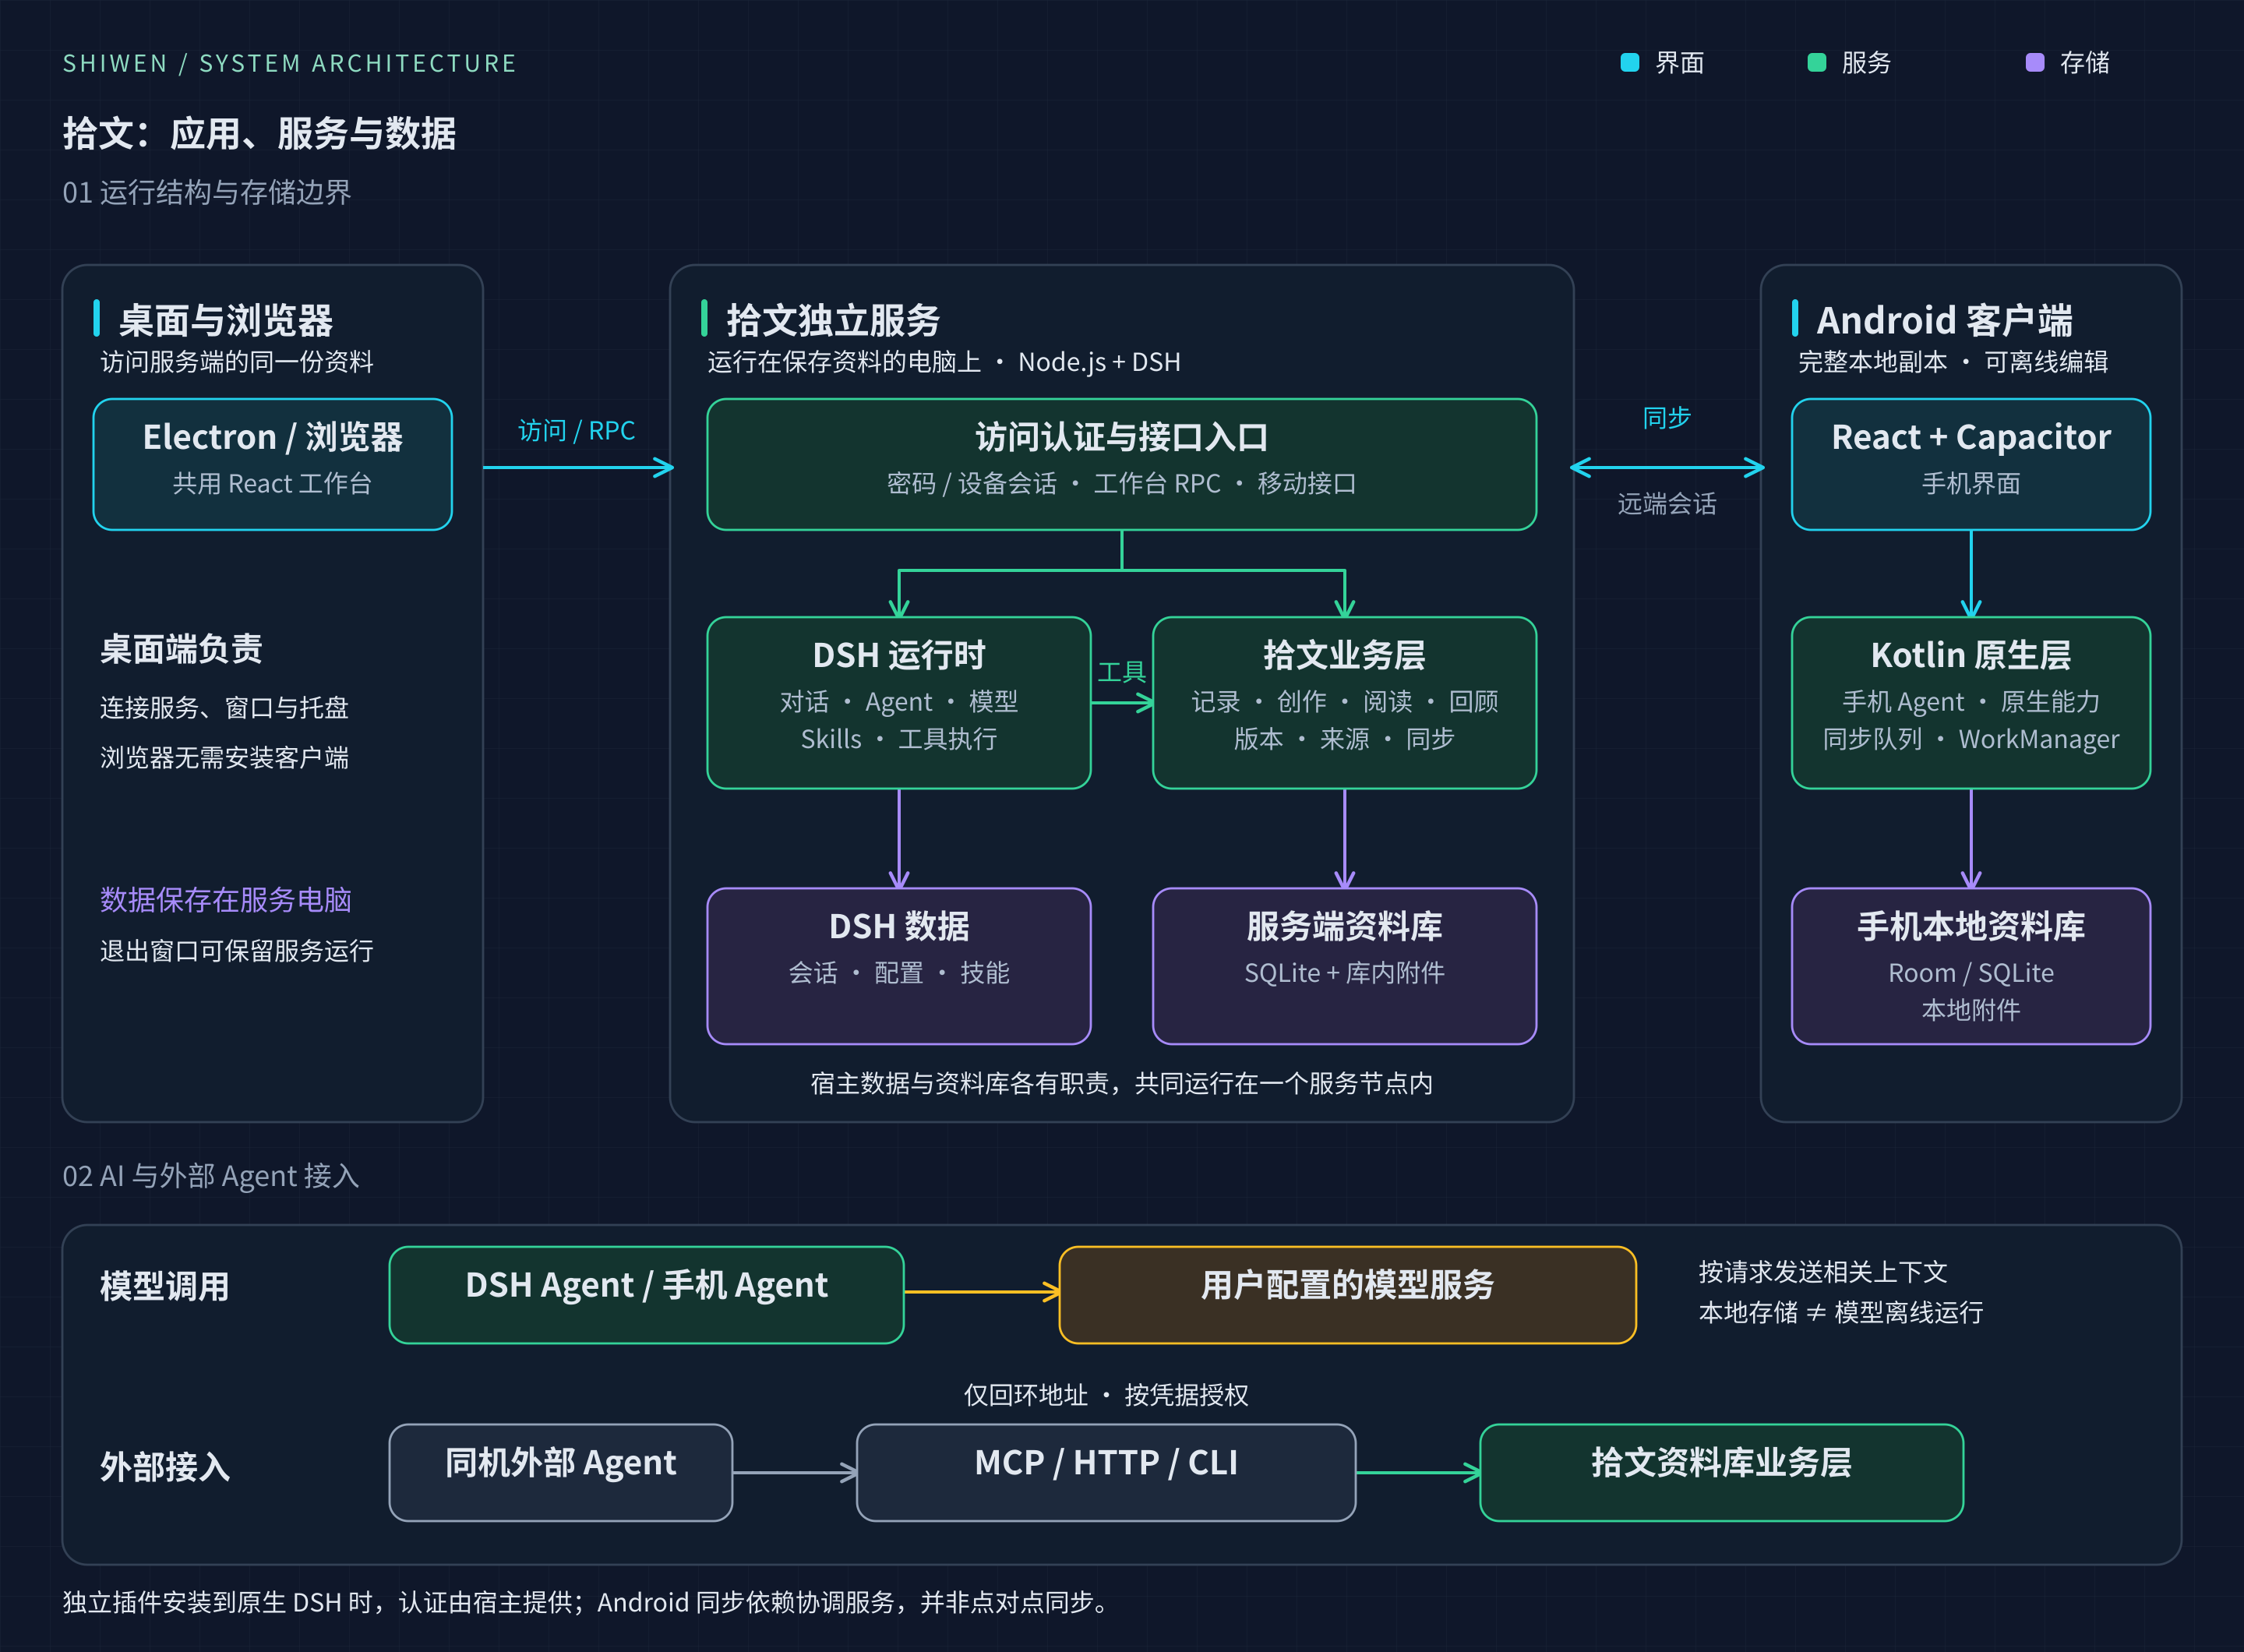 SHIWEN / SYSTEM ARCHITECTURE
界面
服务
存储
拾文：应用、服务与数据
01 运行结构与存储边界
桌面与浏览器
访问服务端的同一份资料
Electron / 浏览器
共用 React 工作台
桌面端负责
连接服务、窗口与托盘
浏览器无需安装客户端
数据保存在服务电脑
退出窗口可保留服务运行
访问 / RPC
拾文独立服务
运行在保存资料的电脑上 · Node.js + DSH
访问认证与接口入口
密码 / 设备会话 · 工作台 RPC · 移动接口
DSH 运行时
对话 · Agent · 模型
Skills · 工具执行
工具
拾文业务层
记录 · 创作 · 阅读 · 回顾
版本 · 来源 · 同步
DSH 数据
会话 · 配置 · 技能
服务端资料库
SQLite + 库内附件
宿主数据与资料库各有职责，共同运行在一个服务节点内
同步
远端会话
Android 客户端
完整本地副本 · 可离线编辑
React + Capacitor
手机界面
Kotlin 原生层
手机 Agent · 原生能力
同步队列 · WorkManager
手机本地资料库
Room / SQLite
本地附件
02 AI 与外部 Agent 接入
模型调用
DSH Agent / 手机 Agent
用户配置的模型服务
按请求发送相关上下文
本地存储 ≠ 模型离线运行
仅回环地址 · 按凭据授权
外部接入
同机外部 Agent
MCP / HTTP / CLI
拾文资料库业务层
独立插件安装到原生 DSH 时，认证由宿主提供；Android 同步依赖协调服务，并非点对点同步。